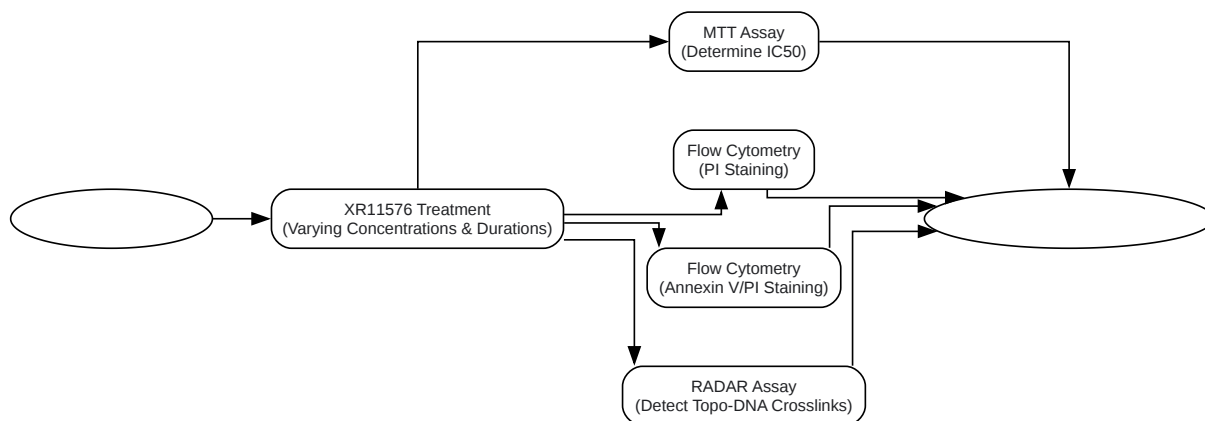 MTT Assay
(Determine IC50)
Flow Cytometry
(PI Staining)
XR11576 Treatment
(Varying Concentrations & Durations)
Flow Cytometry
(Annexin V/PI Staining)
RADAR Assay
(Detect Topo-DNA Crosslinks)